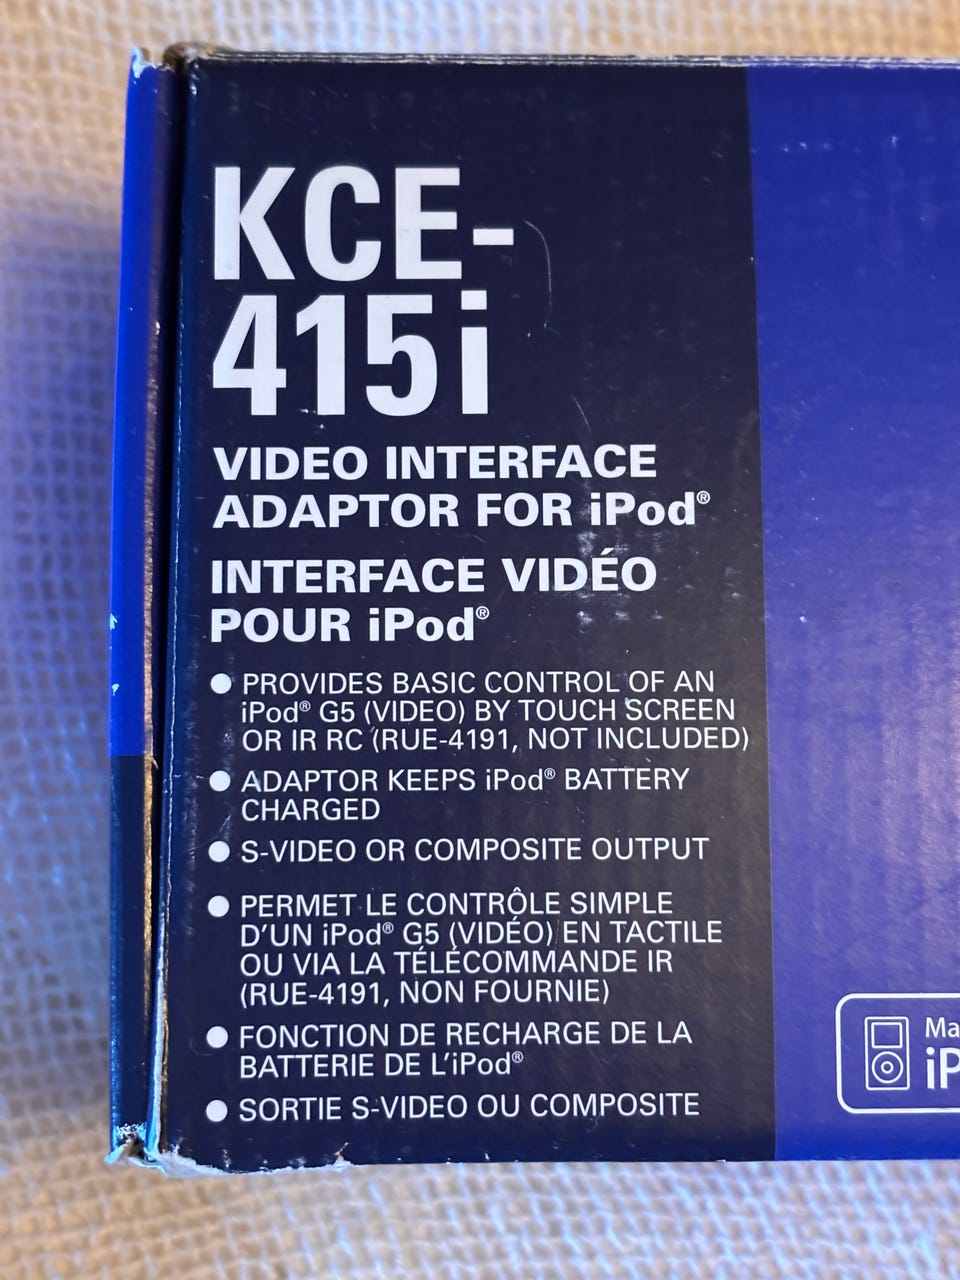 KCE-
415i
VIDEO INTERFACE
ADAPTOR FOR iPod®
INTERFACE VIDÉO
POUR iPod®
● PROVIDES BASIC CONTROL OF AN
iPod® G5 (VIDEO) BY TOUCH SCREEN
OR IR RC (RUE-4191, NOT INCLUDED)
● ADAPTOR KEEPS iPod® BATTERY
CHARGED
● S-VIDEO OR COMPOSITE OUTPUT
● PERMET LE CONTRÔLE SIMPLE
D'UN iPod® G5 (VIDÉO) EN TACTILE
OU VIA LA TÉLÉCOMMANDE IR
(RUE-4191, NON FOURNIE)
● FONCTION DE RECHARGE DE LA
BATTERIE DE L'iPod®
● SORTIE S-VIDEO OU COMPOSITE
Ma
iP